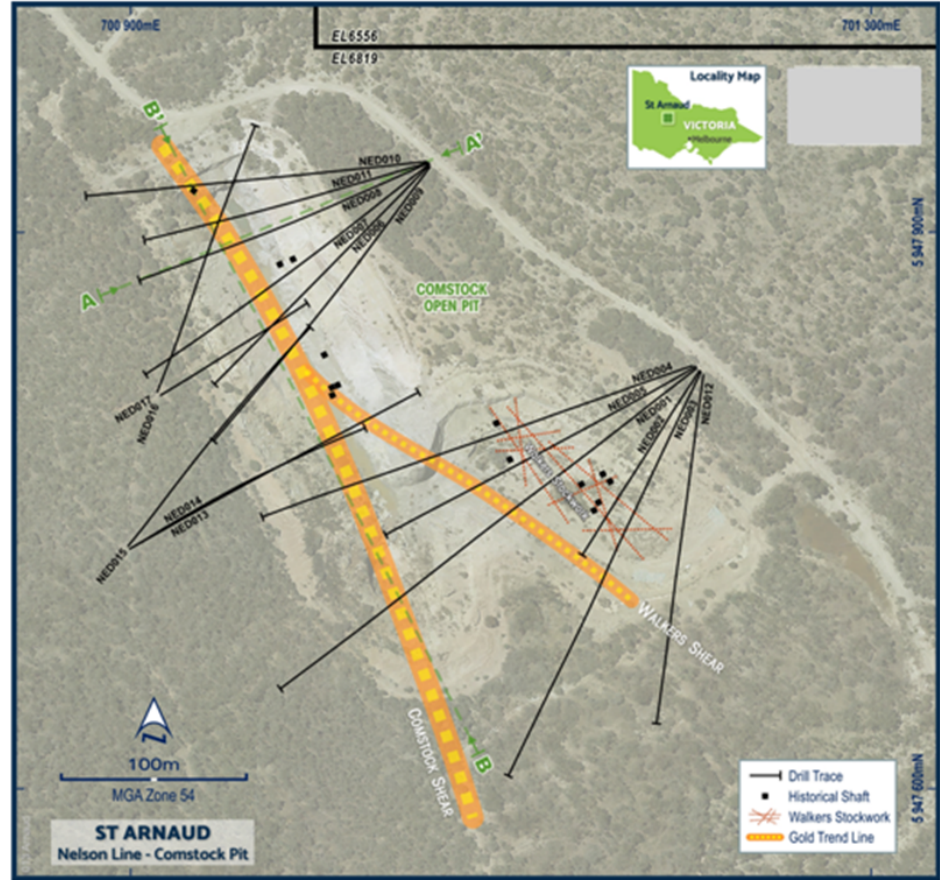 700 900mE
701 300mE
EL6556
EL6819
Locality Map
St Arnaud
VICTORIA
Melbourne
B'
A'
NED010
NED011
NED008
NED009
NED007
NED006
5 947 900mN
A
COMSTOCK
OPEN PIT
NED004
NED005
NED001
NED012
NED002
NED003
NED017
NED016
Walkers Stockwork
NED014
NED013
NED015
WALKERS SHEAR
COMSTOCK SHEAR
B
5 947 600mN
100m
MGA Zone 54
ST ARNAUD
Nelson Line - Comstock Pit
Drill Trace
Historical Shaft
Walkers Stockwork
Gold Trend Line